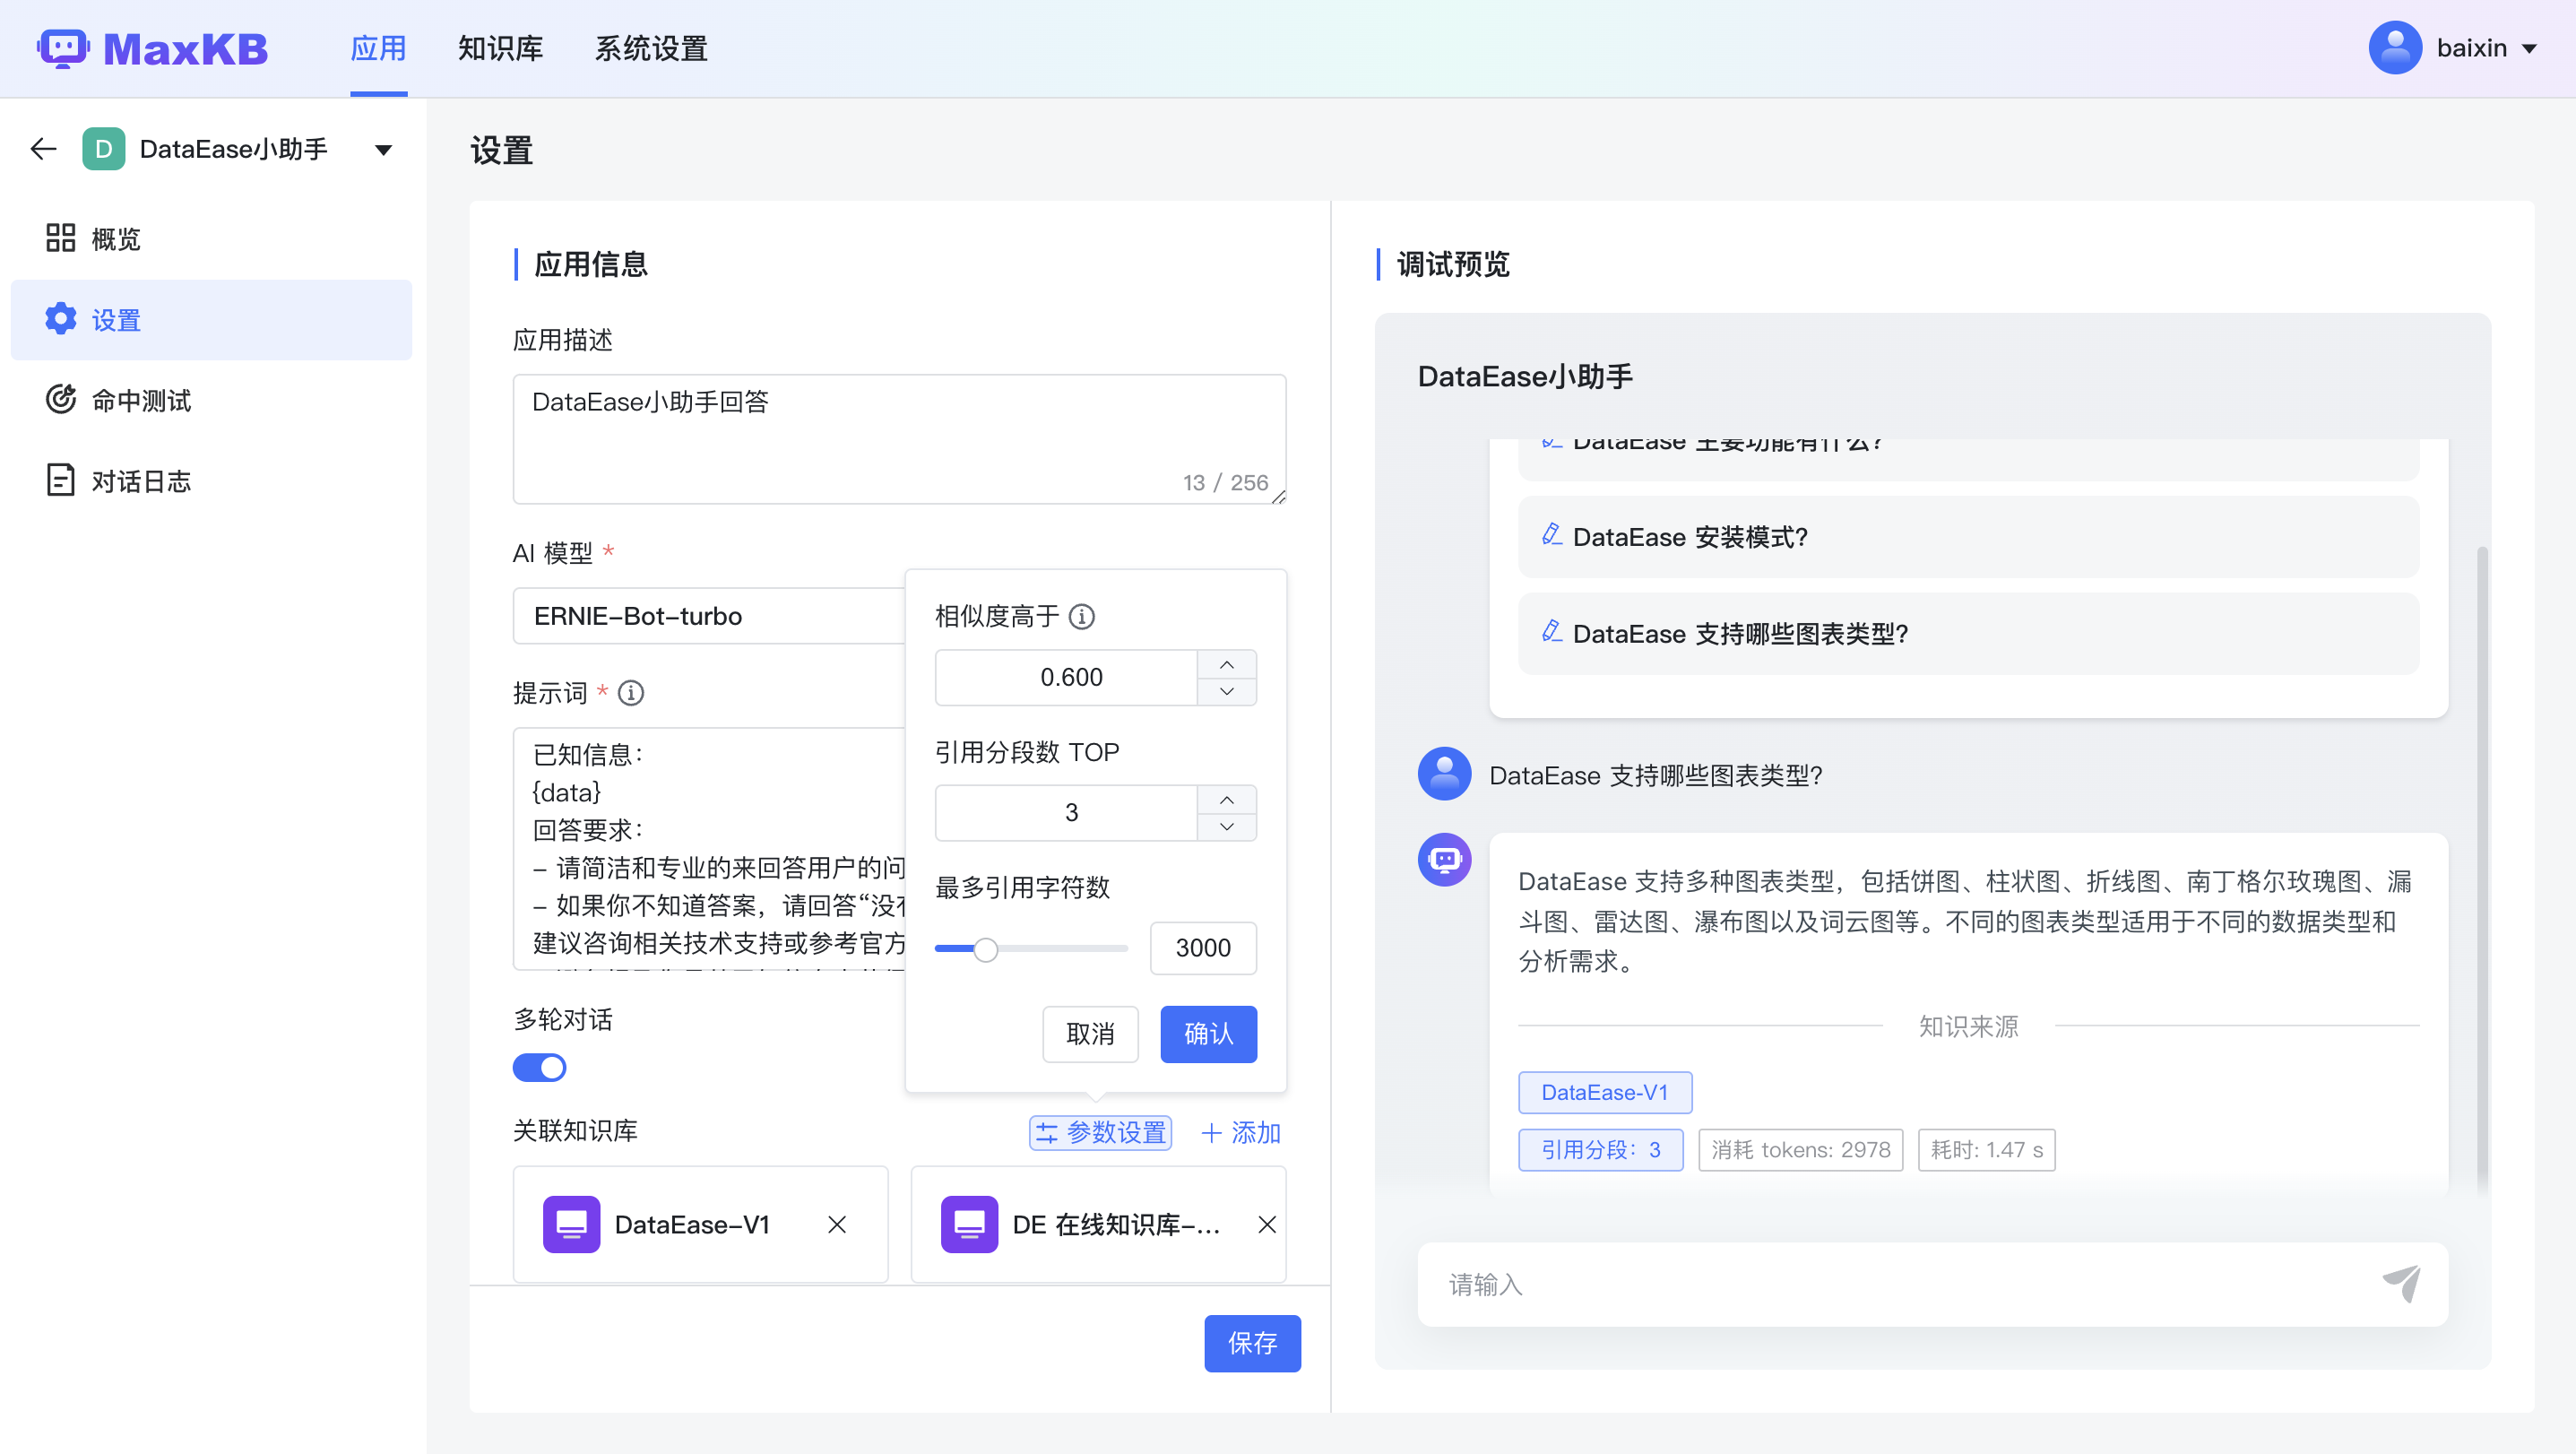 MaxKB
应用
知识库
系统设置
baixin
D
DataEase小助手
概览
设置
命中测试
对话日志
设置
应用信息
应用描述
DataEase小助手回答
13 / 256
AI 模型 *
ERNIE-Bot-turbo
提示词 *
已知信息：
{data}
回答要求：
- 请简洁和专业的来回答用户的问
- 如果你不知道答案，请回答“没有
建议咨询相关技术支持或参考官方
相似度高于
0.600
引用分段数 TOP
3
最多引用字符数
3000
取消
确认
多轮对话
关联知识库
参数设置
添加
DataEase-V1
DE 在线知识库-...
保存
调试预览
DataEase小助手
DataEase 主要功能有什么？
DataEase 安装模式?
DataEase 支持哪些图表类型?
DataEase 支持哪些图表类型?
DataEase 支持多种图表类型，包括饼图、柱状图、折线图、南丁格尔玫瑰图、漏
斗图、雷达图、瀑布图以及词云图等。不同的图表类型适用于不同的数据类型和
分析需求。
知识来源
DataEase-V1
引用分段：3
消耗 tokens: 2978
耗时: 1.47 s
请输入